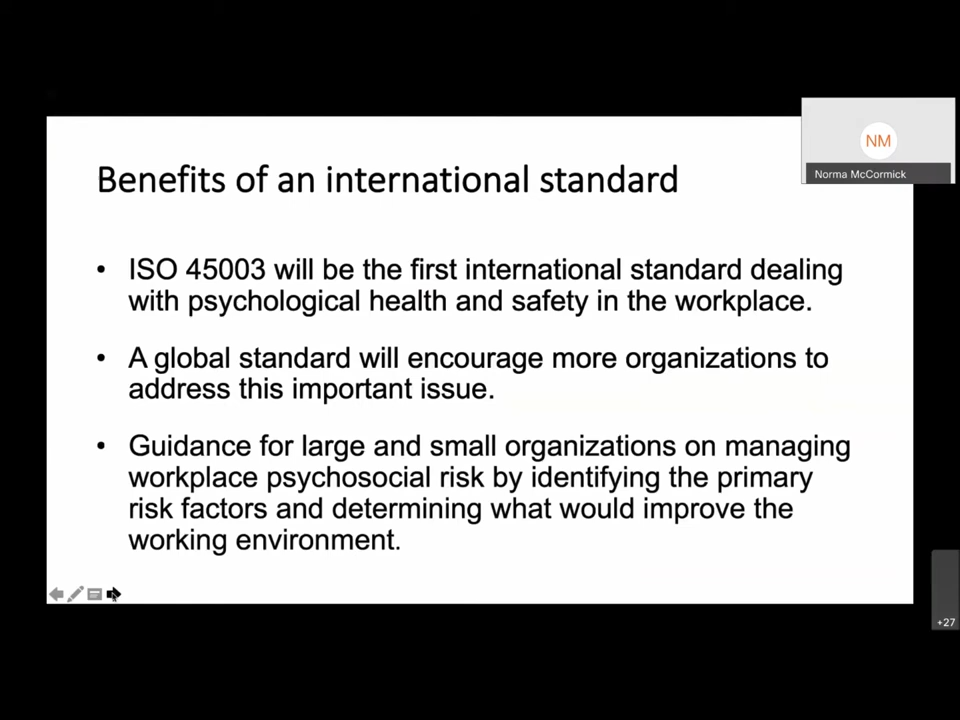 Benefits of an international standard
NM
Norma McCormick
• ISO 45003 will be the first international standard dealing
with psychological health and safety in the workplace.
• A global standard will encourage more organizations to
address this important issue.
• Guidance for large and small organizations on managing
workplace psychosocial risk by identifying the primary
risk factors and determining what would improve the
working environment.
+27